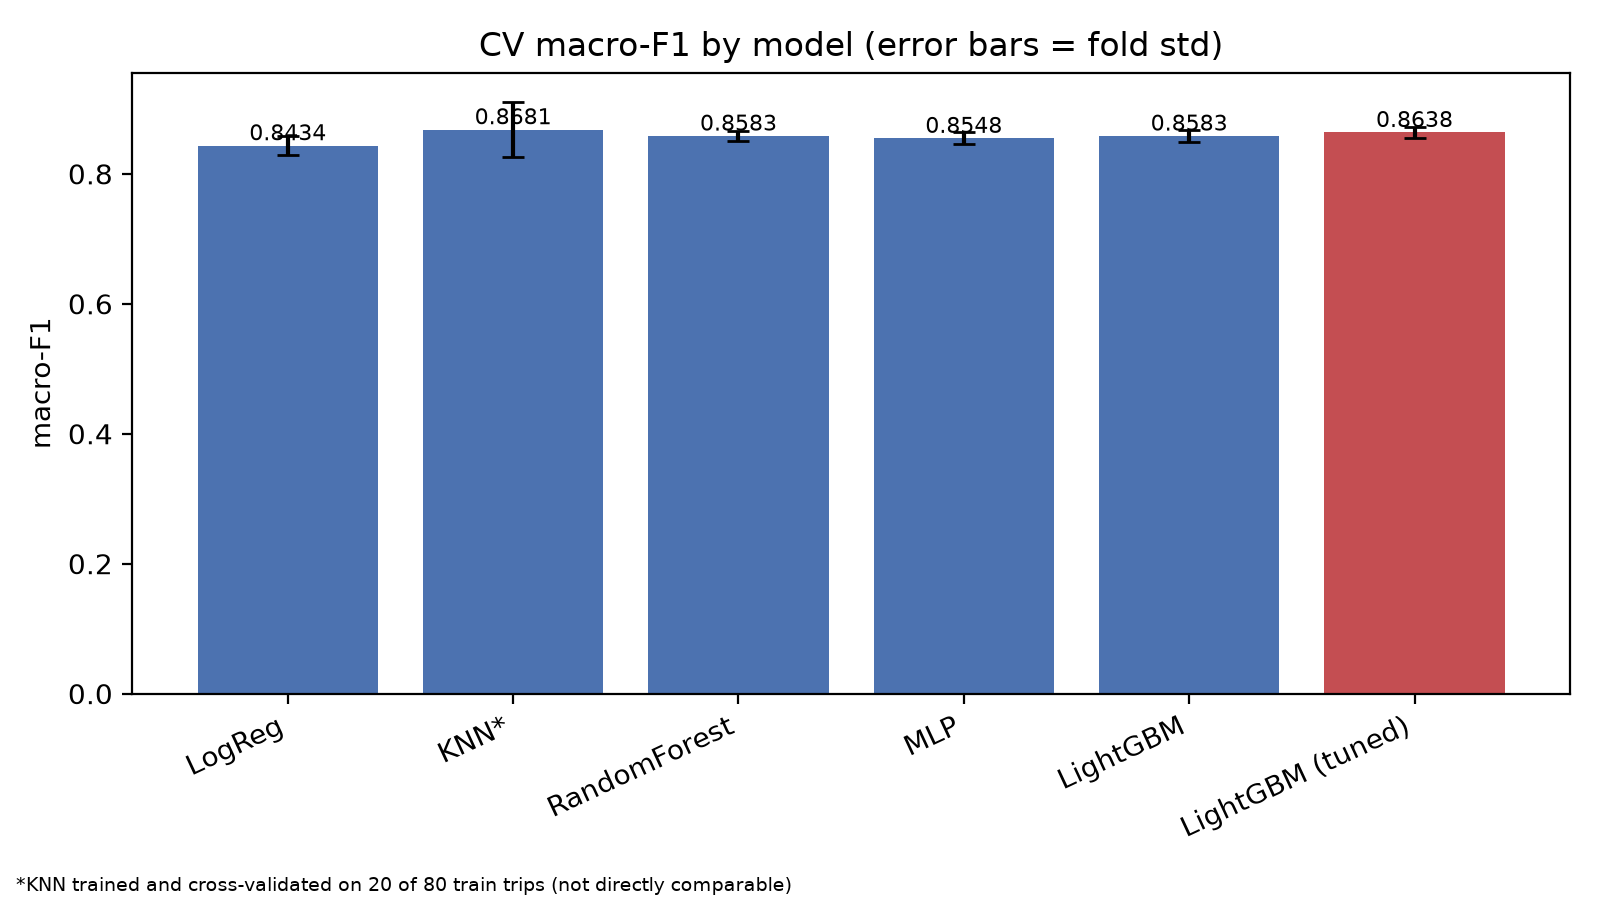 CV macro-F1 by model (error bars = fold std)
0.8434
0.8681
0.8583
0.8548
0.8583
0.8638
macro-F1
0.8
0.6
0.4
0.2
0.0
LogReg
KNN*
RandomForest
MLP
LightGBM
LightGBM (tuned)
*KNN trained and cross-validated on 20 of 80 train trips (not directly comparable)